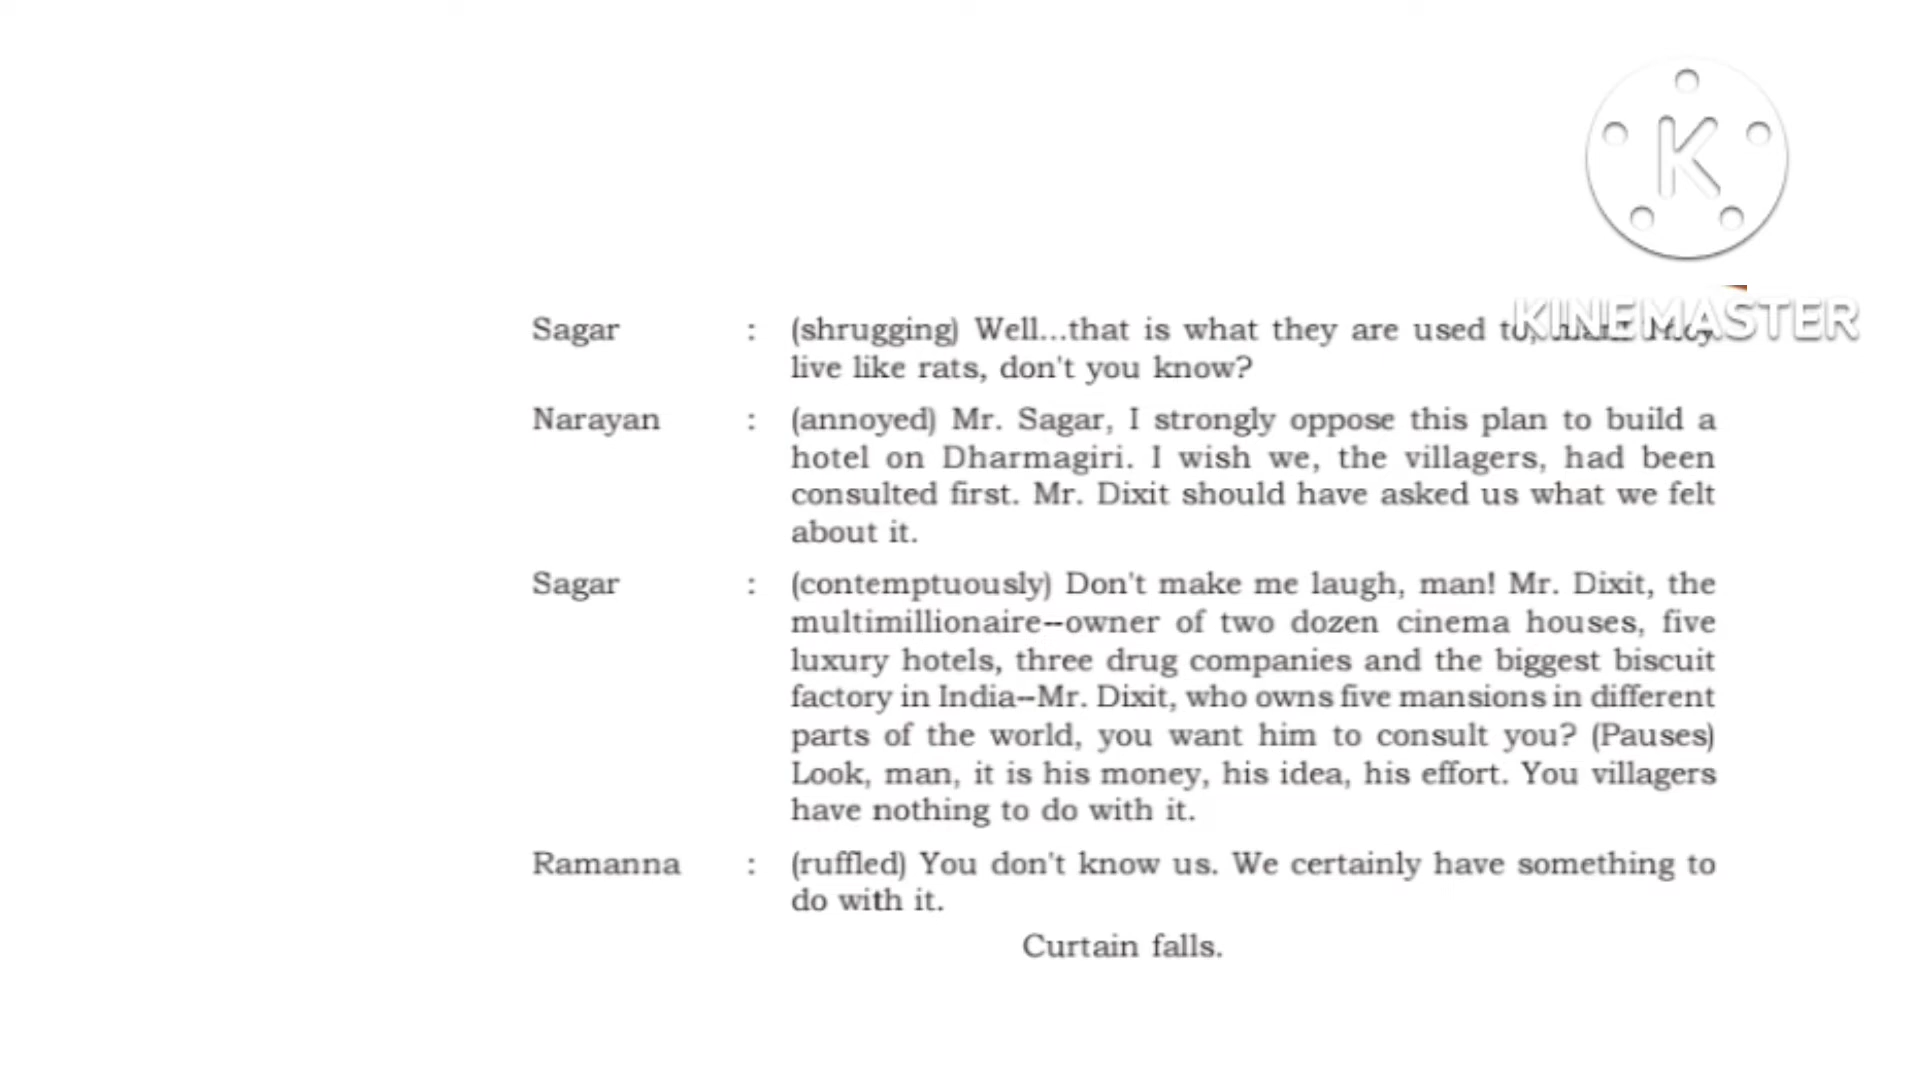 K
KINEMASTER
Sagar : (shrugging) Well...that is what they are used to,
live like rats, don't you know?
Narayan : (annoyed) Mr. Sagar, I strongly oppose this plan to build a
hotel on Dharmagiri. I wish we, the villagers, had been
consulted first. Mr. Dixit should have asked us what we felt
about it.
Sagar : (contemptuously) Don't make me laugh, man! Mr. Dixit, the
multimillionaire--owner of two dozen cinema houses, five
luxury hotels, three drug companies and the biggest biscuit
factory in India--Mr. Dixit, who owns five mansions in different
parts of the world, you want him to consult you? (Pauses)
Look, man, it is his money, his idea, his effort. You villagers
have nothing to do with it.
Ramanna : (ruffled) You don't know us. We certainly have something to
do with it.
Curtain falls.